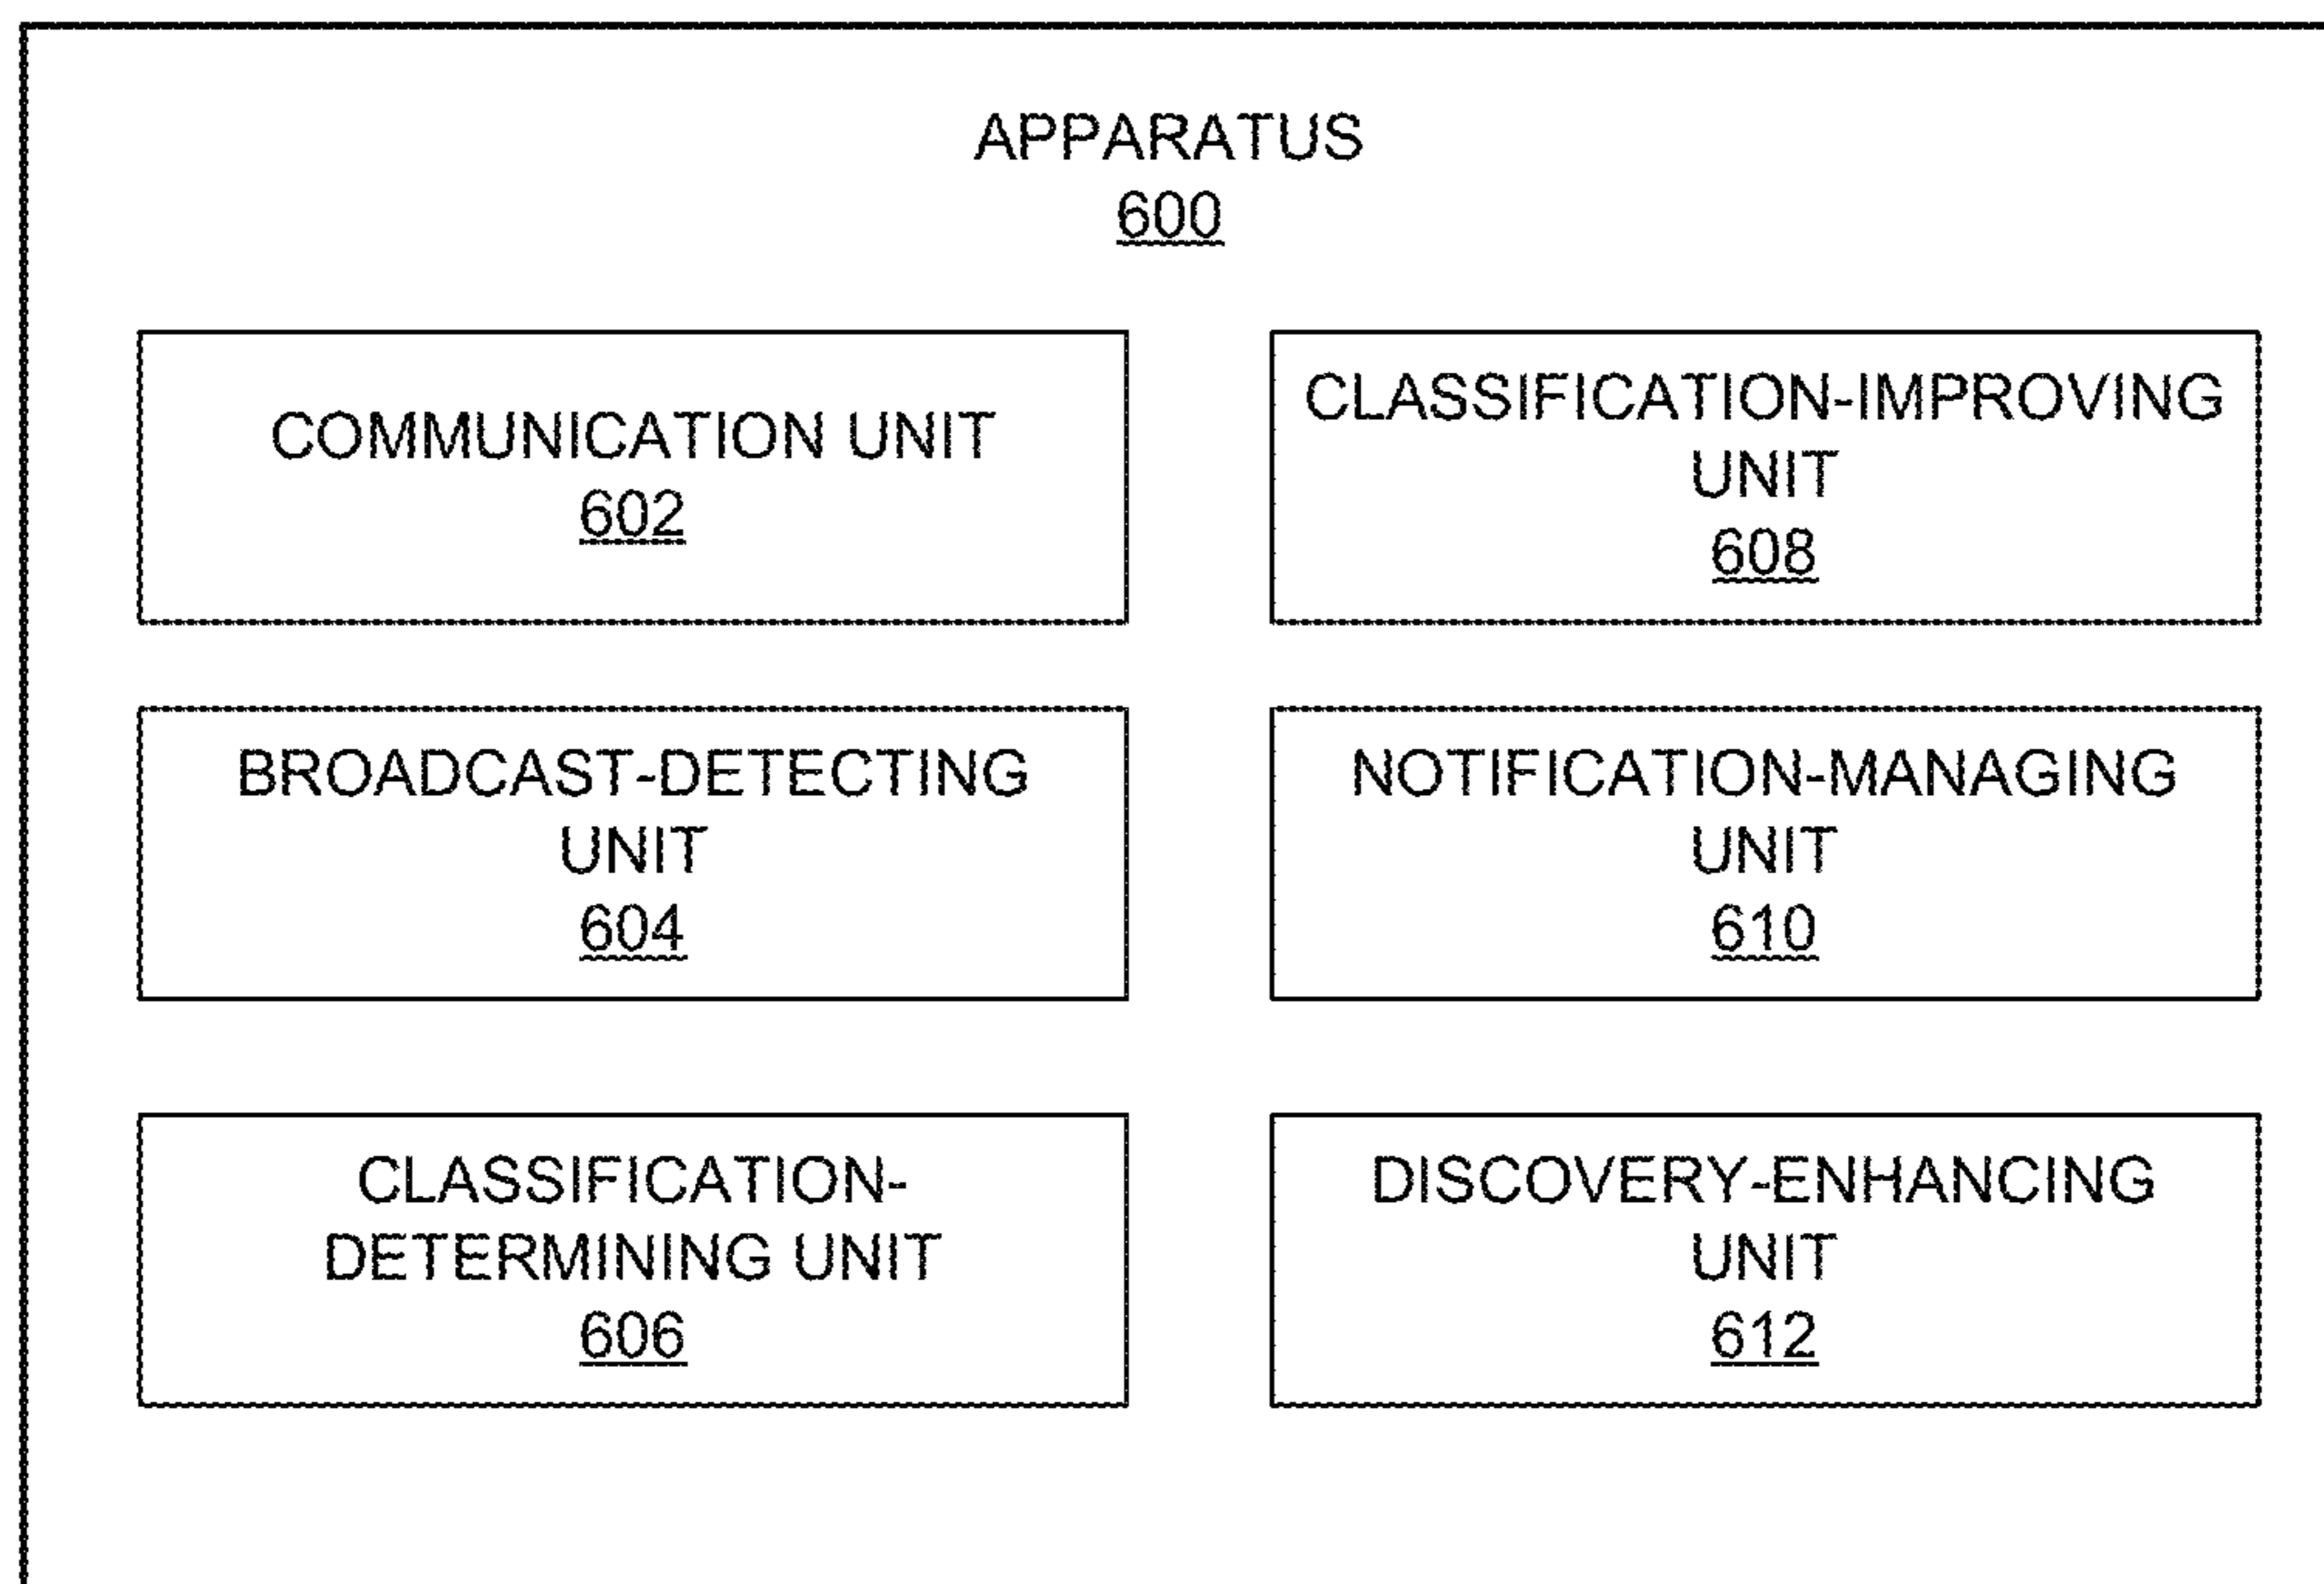 APPARATUS
600
COMMUNICATION UNIT
602
BROADCAST-DETECTING
UNIT
604
CLASSIFICATION-
DETERMINING UNIT
606
CLASSIFICATION-IMPROVING
UNIT
608
NOTIFICATION-MANAGING
UNIT
610
DISCOVERY-ENHANCING
UNIT
612